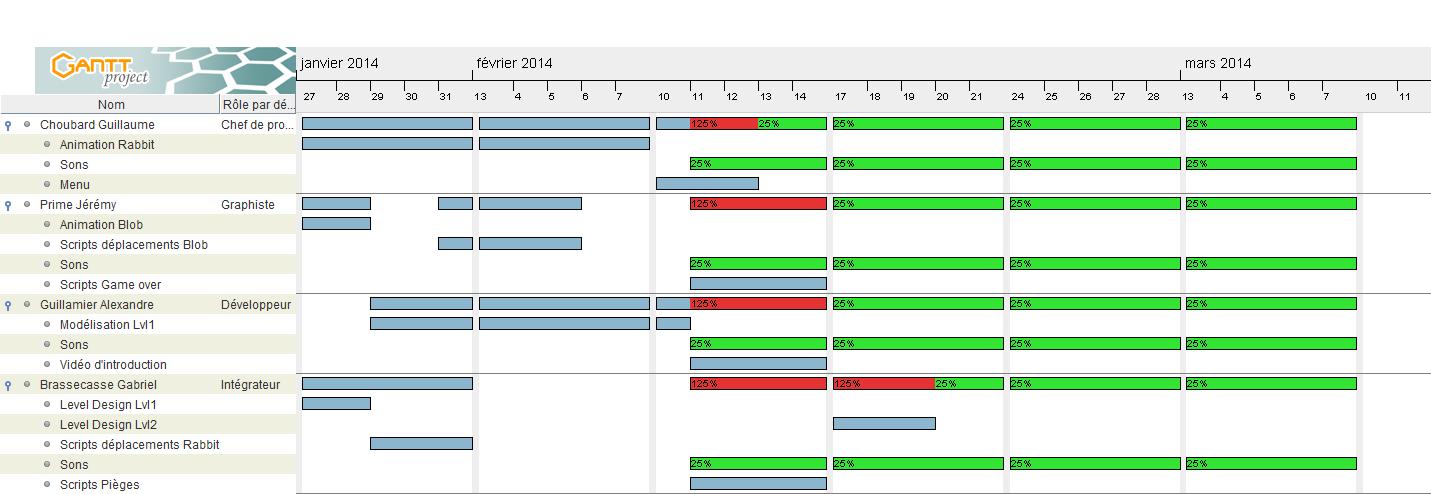 GANTT project
janvier 2014 février 2014 mars 2014
27 28 29 30 31 13 4 5 6 7 10 11 12 13 14 17 18 19 20 21 24 25 26 27 28 13 4 5 6 7 10 11
Nom Rôle par dé...
Choubard Guillaume Chef de pro... 125% 25% 25% 25% 25%
Animation Rabbit
Sons 25% 25% 25% 25%
Menu
Prime Jérémy Graphiste 125% 25% 25% 25%
Animation Blob
Scripts déplacements Blob
Sons 25% 25% 25% 25%
Scripts Game over
Guillamier Alexandre Développeur 125% 25% 25% 25%
Modélisation Lvl1
Sons 25% 25% 25% 25%
Vidéo d'introduction
Brassecasse Gabriel Intégrateur 125% 125% 25% 25% 25%
Level Design Lvl1
Level Design Lvl2
Scripts déplacements Rabbit
Sons 25% 25% 25% 25%
Scripts Pièges